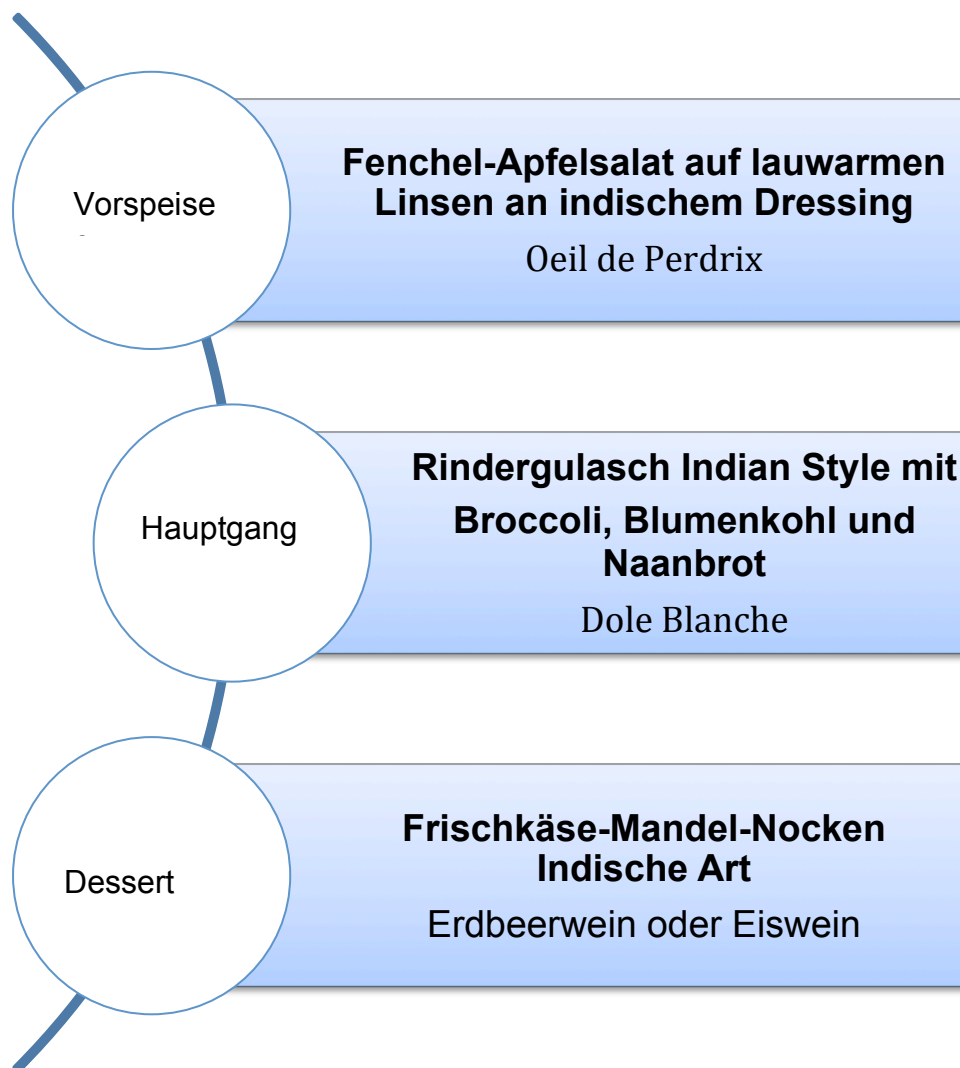 Vorspeise
Fenchel-Apfelsalat auf lauwarmen
Linsen an indischem Dressing
Oeil de Perdrix
Hauptgang
Rindergulasch Indian Style mit
Broccoli, Blumenkohl und
Naanbrot
Dole Blanche
Dessert
Frischkäse-Mandel-Nocken
Indische Art
Erdbeerwein oder Eiswein